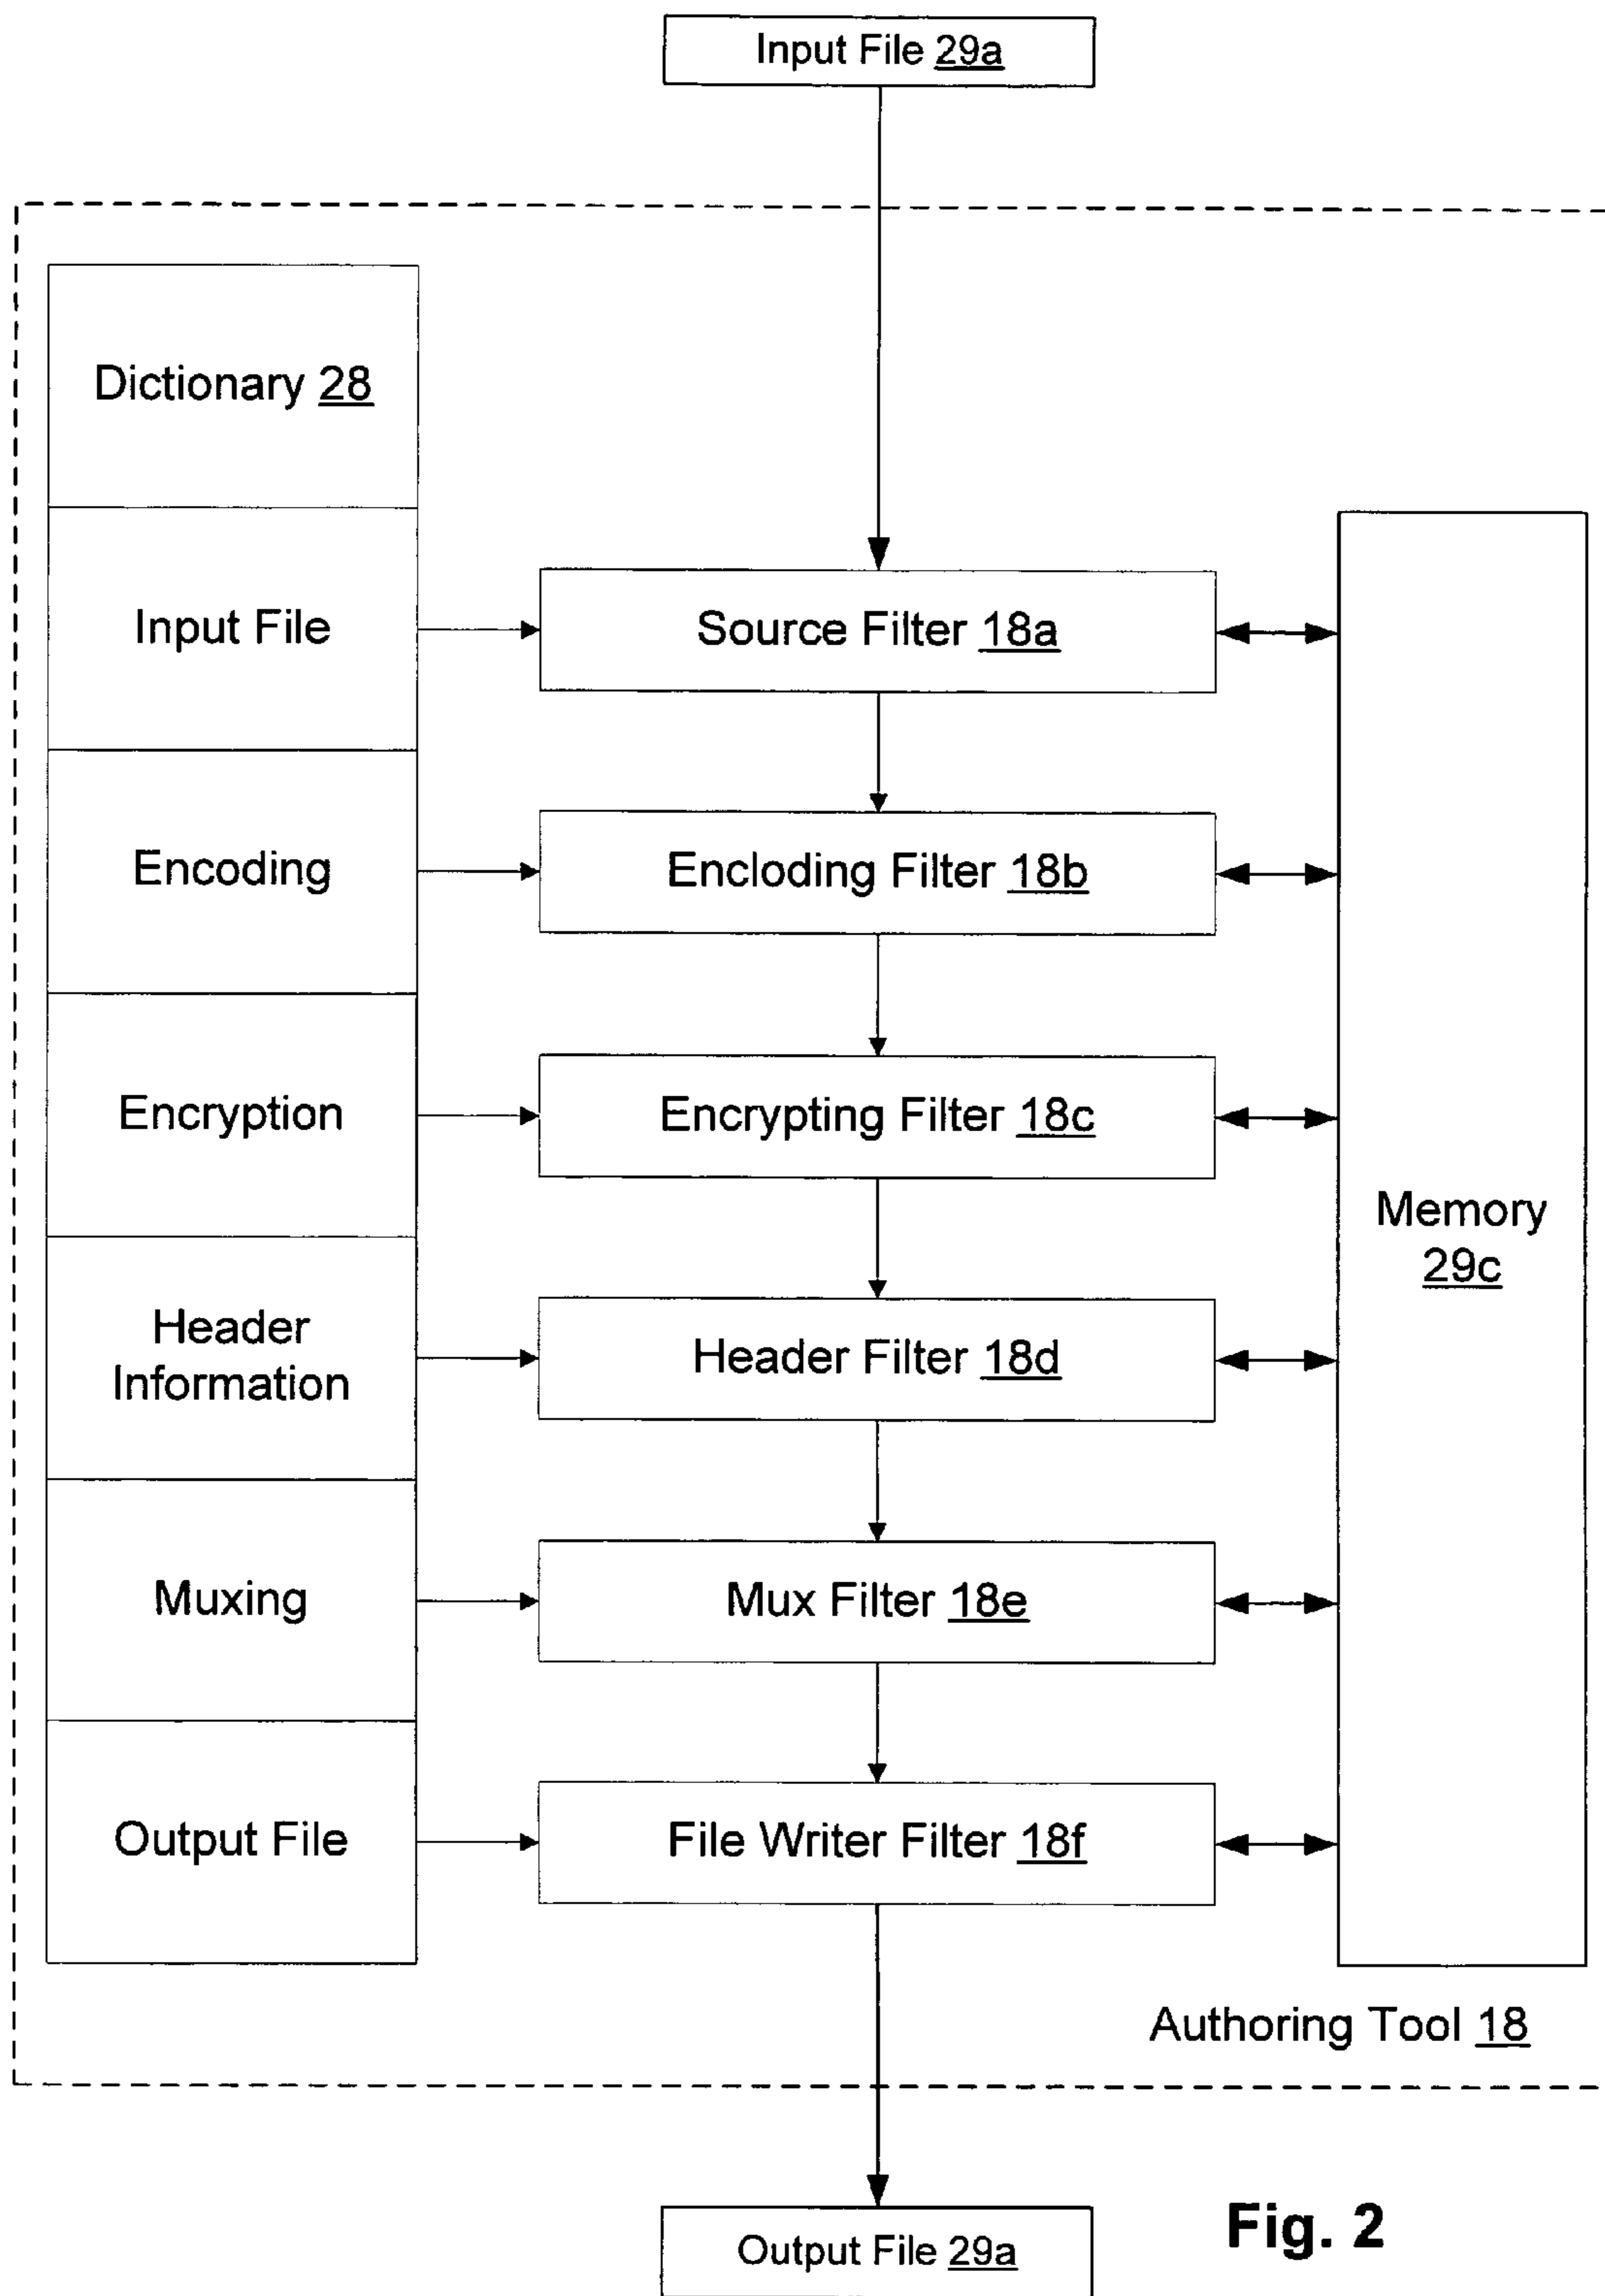 Input File 29a
Dictionary 28
Input File
Source Filter 18a
Encoding
Encloding Filter 18b
Encryption
Encrypting Filter 18c
Memory
29c
Header
Information
Header Filter 18d
Muxing
Mux Filter 18e
Output File
File Writer Filter 18f
Authoring Tool 18
Output File 29a
Fig. 2